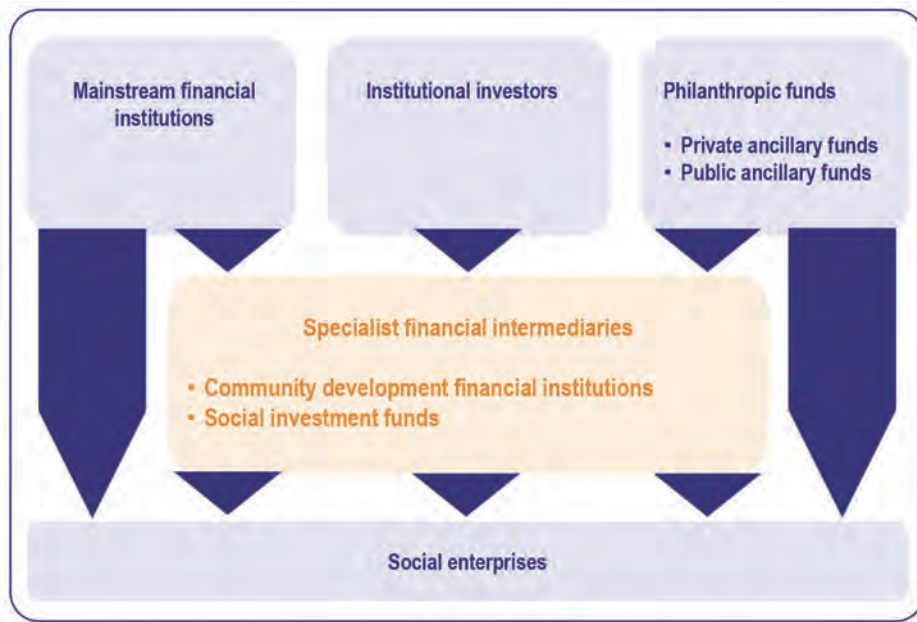 Mainstream financial
institutions
Institutional investors
Philanthropic funds
• Private ancillary funds
• Public ancillary funds
Specialist financial intermediaries
• Community development financial institutions
• Social investment funds
Social enterprises